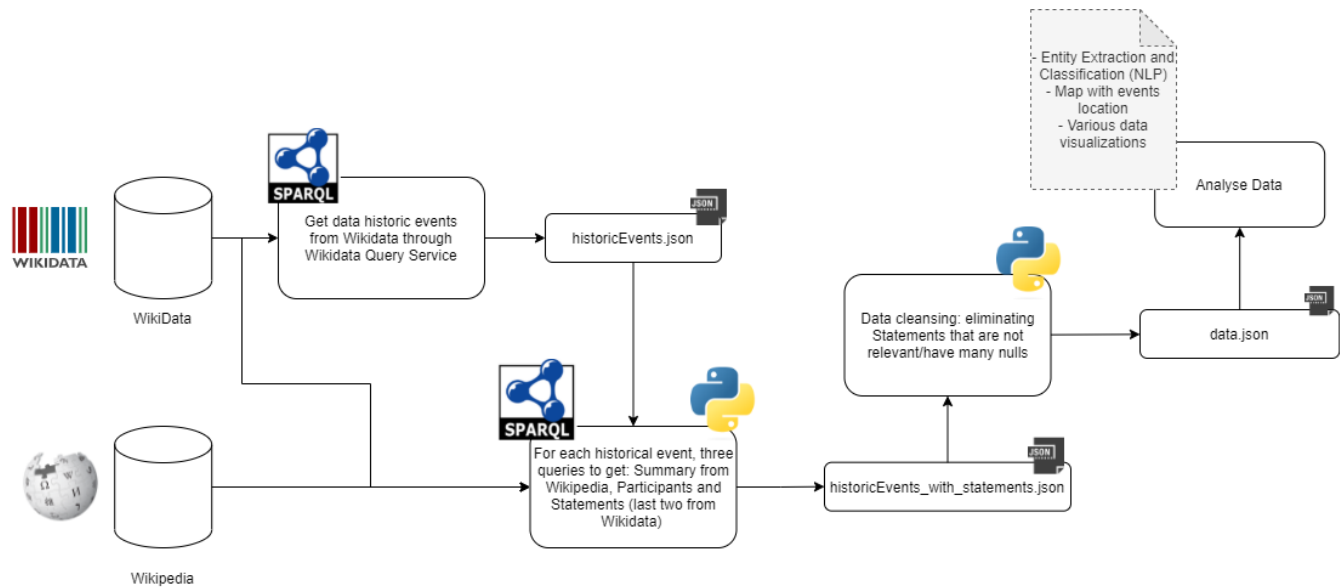 - Entity Extraction and
Classification (NLP)
- Map with events
location
- Various data
visualizations
Analyse Data
SPARQL
WIKIDATA
WikiData
Get data historic events
from Wikidata through
Wikidata Query Service
JSON
historicEvents.json
Data cleansing: eliminating
Statements that are not
relevant/have many nulls
JSON
data.json
SPARQL
For each historical event, three
queries to get: Summary from
Wikipedia, Participants and
Statements (last two from
Wikidata)
JSON
historicEvents_with_statements.json
Wikipedia